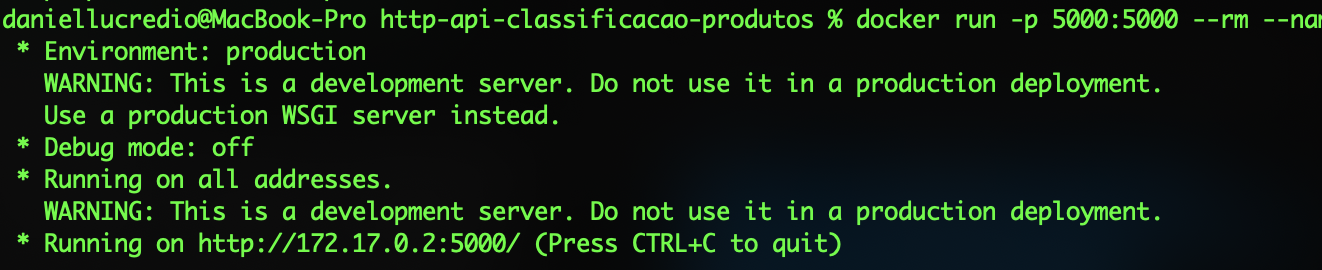 daniellucredio@MacBook-Pro http-api-classificacao-produtos % docker run -p 5000:5000 --rm
* Environment: production
WARNING: This is a development server. Do not use it in a production deployment.
Use a production WSGI server instead.
* Debug mode: off
* Running on all addresses.
WARNING: This is a development server. Do not use it in a production deployment.
* Running on http://172.17.0.2:5000/ (Press CTRL+C to quit)